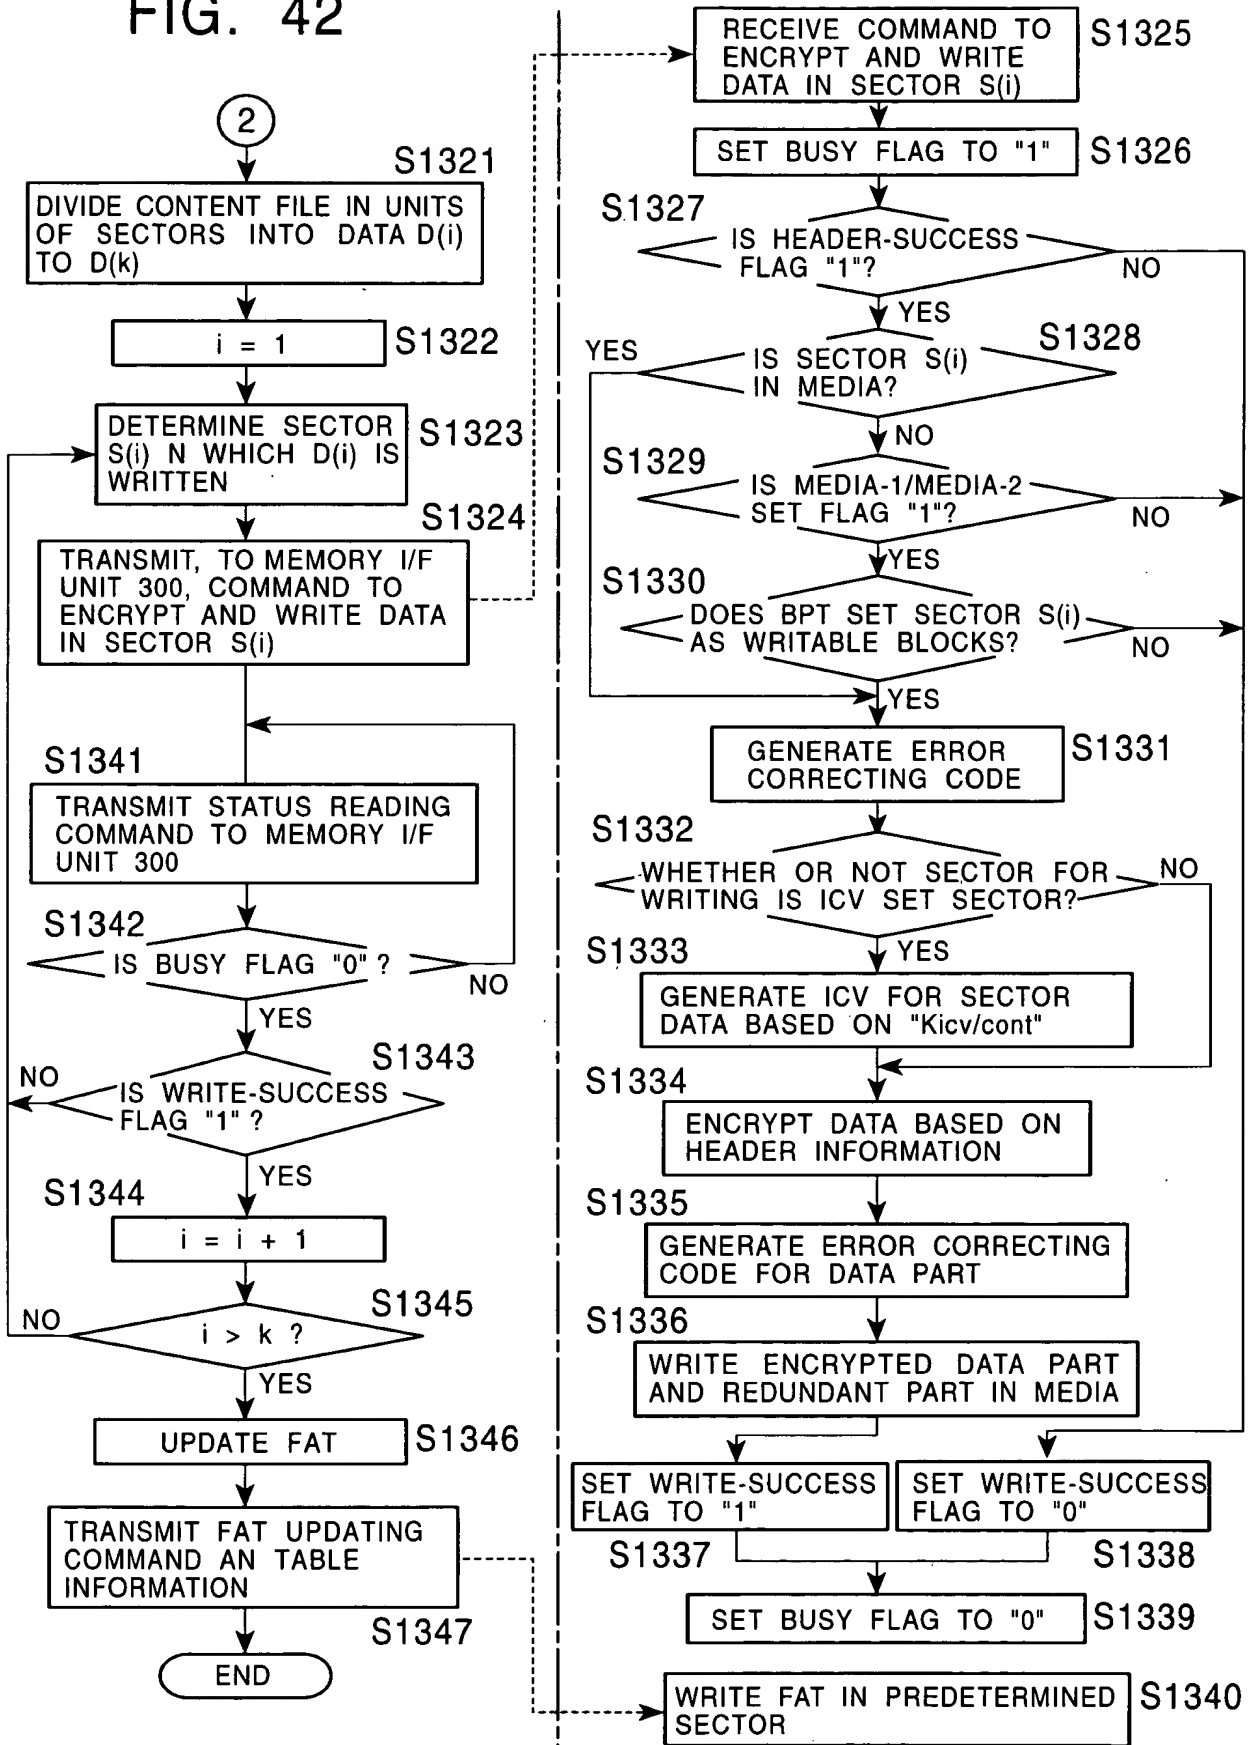 FIG. 42
2
S1321
DIVIDE CONTENT FILE IN UNITS
OF SECTORS INTO DATA D(i)
TO D(k)
i = 1
S1322
DETERMINE SECTOR
S(i) N WHICH D(i) IS
WRITTEN
S1323
S1324
TRANSMIT, TO MEMORY I/F
UNIT 300, COMMAND TO
ENCRYPT AND WRITE DATA
IN SECTOR S(i)
S1341
TRANSMIT STATUS READING
COMMAND TO MEMORY I/F
UNIT 300
S1342
IS BUSY FLAG "0" ?
NO
YES
S1343
NO
IS WRITE-SUCCESS
FLAG "1" ?
YES
S1344
i = i + 1
S1345
NO
i > k ?
YES
UPDATE FAT
S1346
TRANSMIT FAT UPDATING
COMMAND AN TABLE
INFORMATION
S1347
END
RECEIVE COMMAND TO
ENCRYPT AND WRITE
DATA IN SECTOR S(i)
S1325
SET BUSY FLAG TO "1"
S1326
S1327
IS HEADER-SUCCESS
FLAG "1"?
NO
YES
S1328
YES
IS SECTOR S(i)
IN MEDIA?
NO
S1329
IS MEDIA-1/MEDIA-2
SET FLAG "1"?
NO
YES
S1330
DOES BPT SET SECTOR S(i)
AS WRITABLE BLOCKS?
NO
YES
GENERATE ERROR
CORRECTING CODE
S1331
S1332
WHETHER OR NOT SECTOR FOR
WRITING IS ICV SET SECTOR?
NO
YES
S1333
GENERATE ICV FOR SECTOR
DATA BASED ON "Kicv/cont"
S1334
ENCRYPT DATA BASED ON
HEADER INFORMATION
S1335
GENERATE ERROR CORRECTING
CODE FOR DATA PART
S1336
WRITE ENCRYPTED DATA PART
AND REDUNDANT PART IN MEDIA
SET WRITE-SUCCESS
FLAG TO "1"
S1337
SET WRITE-SUCCESS
FLAG TO "0"
S1338
SET BUSY FLAG TO "0"
S1339
WRITE FAT IN PREDETERMINED
SECTOR
S1340